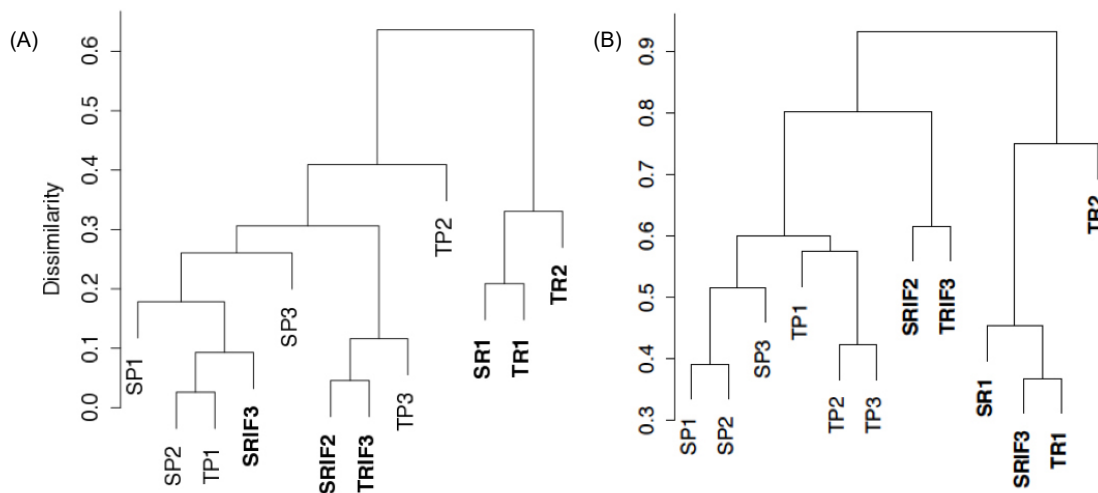 (A)
Dissimilarity
0.6
0.5
0.4
0.3
0.2
0.1
0.0
SP1
SP2
TP1
SRIF3
SP3
SRIF2
TRIF3
TP3
TP2
SR1
TR1
TR2
(B)
0.9
0.8
0.7
0.6
0.5
0.4
0.3
SP1
SP2
SP3
TP1
TP2
TP3
SRIF2
TRIF3
SR1
SRIF3
TR1
TR2